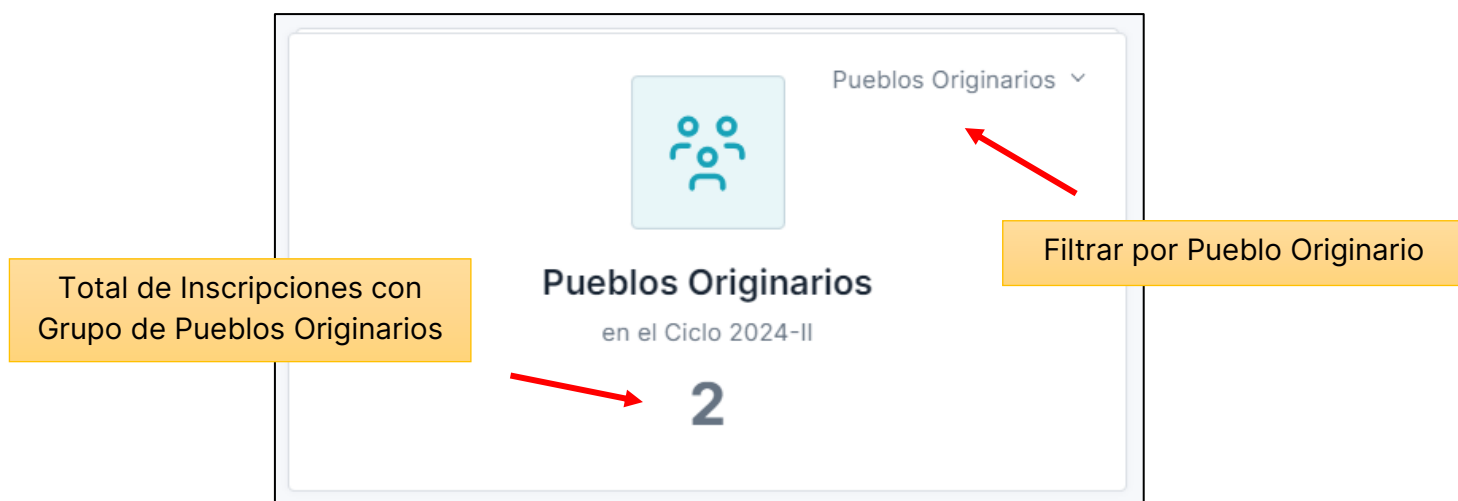 Pueblos Originarios
Filtrar por Pueblo Originario
Total de Inscripciones con
Grupo de Pueblos Originarios
Pueblos Originarios
en el Ciclo 2024-II
2